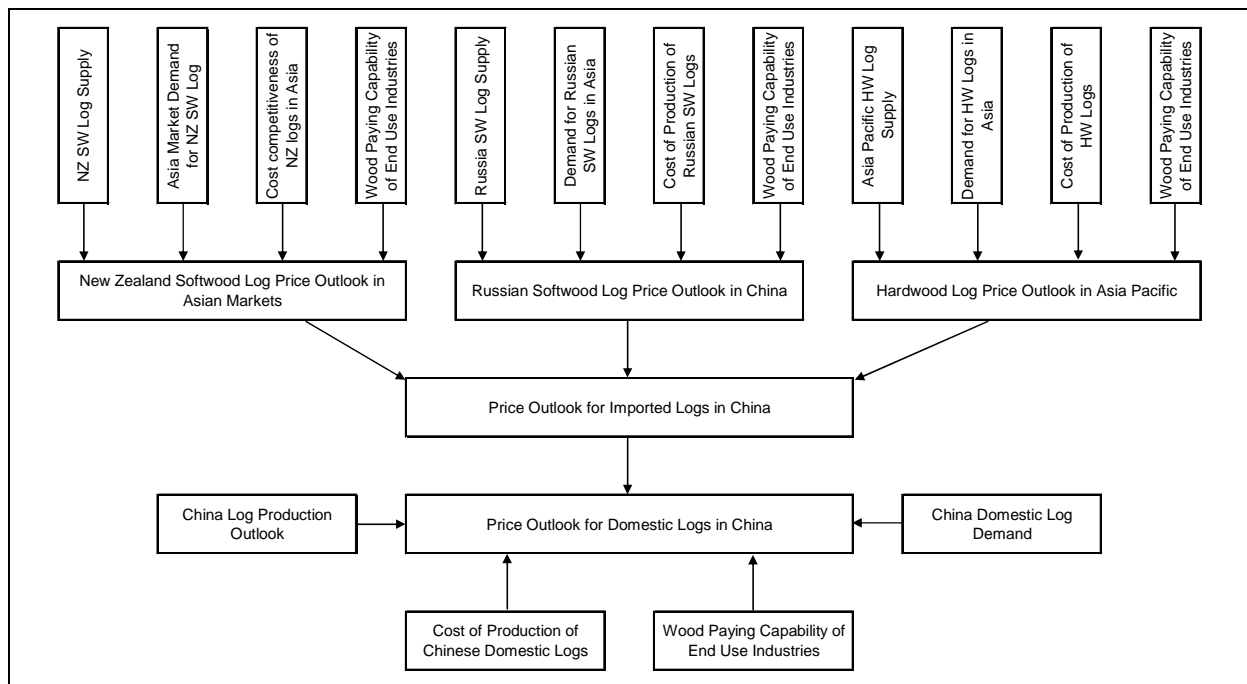 NZ SW Log Supply
Asia Market Demand
for NZ SW Log
Cost competitiveness of
NZ logs in Asia
Wood Paying Capability
of End Use Industries
Russia SW Log Supply
Demand for Russian
SW Logs in Asia
Cost of Production of
Russian SW Logs
Wood Paying Capability
of End Use Industries
Asia Pacific HW Log
Supply
Demand for HW Logs in
Asia
Cost of Production of
HW Logs
Wood Paying Capability
of End Use Industries
New Zealand Softwood Log Price Outlook in
Asian Markets
Russian Softwood Log Price Outlook in China
Hardwood Log Price Outlook in Asia Pacific
Price Outlook for Imported Logs in China
China Log Production
Outlook
Price Outlook for Domestic Logs in China
China Domestic Log
Demand
Cost of Production of
Chinese Domestic Logs
Wood Paying Capability of
End Use Industries